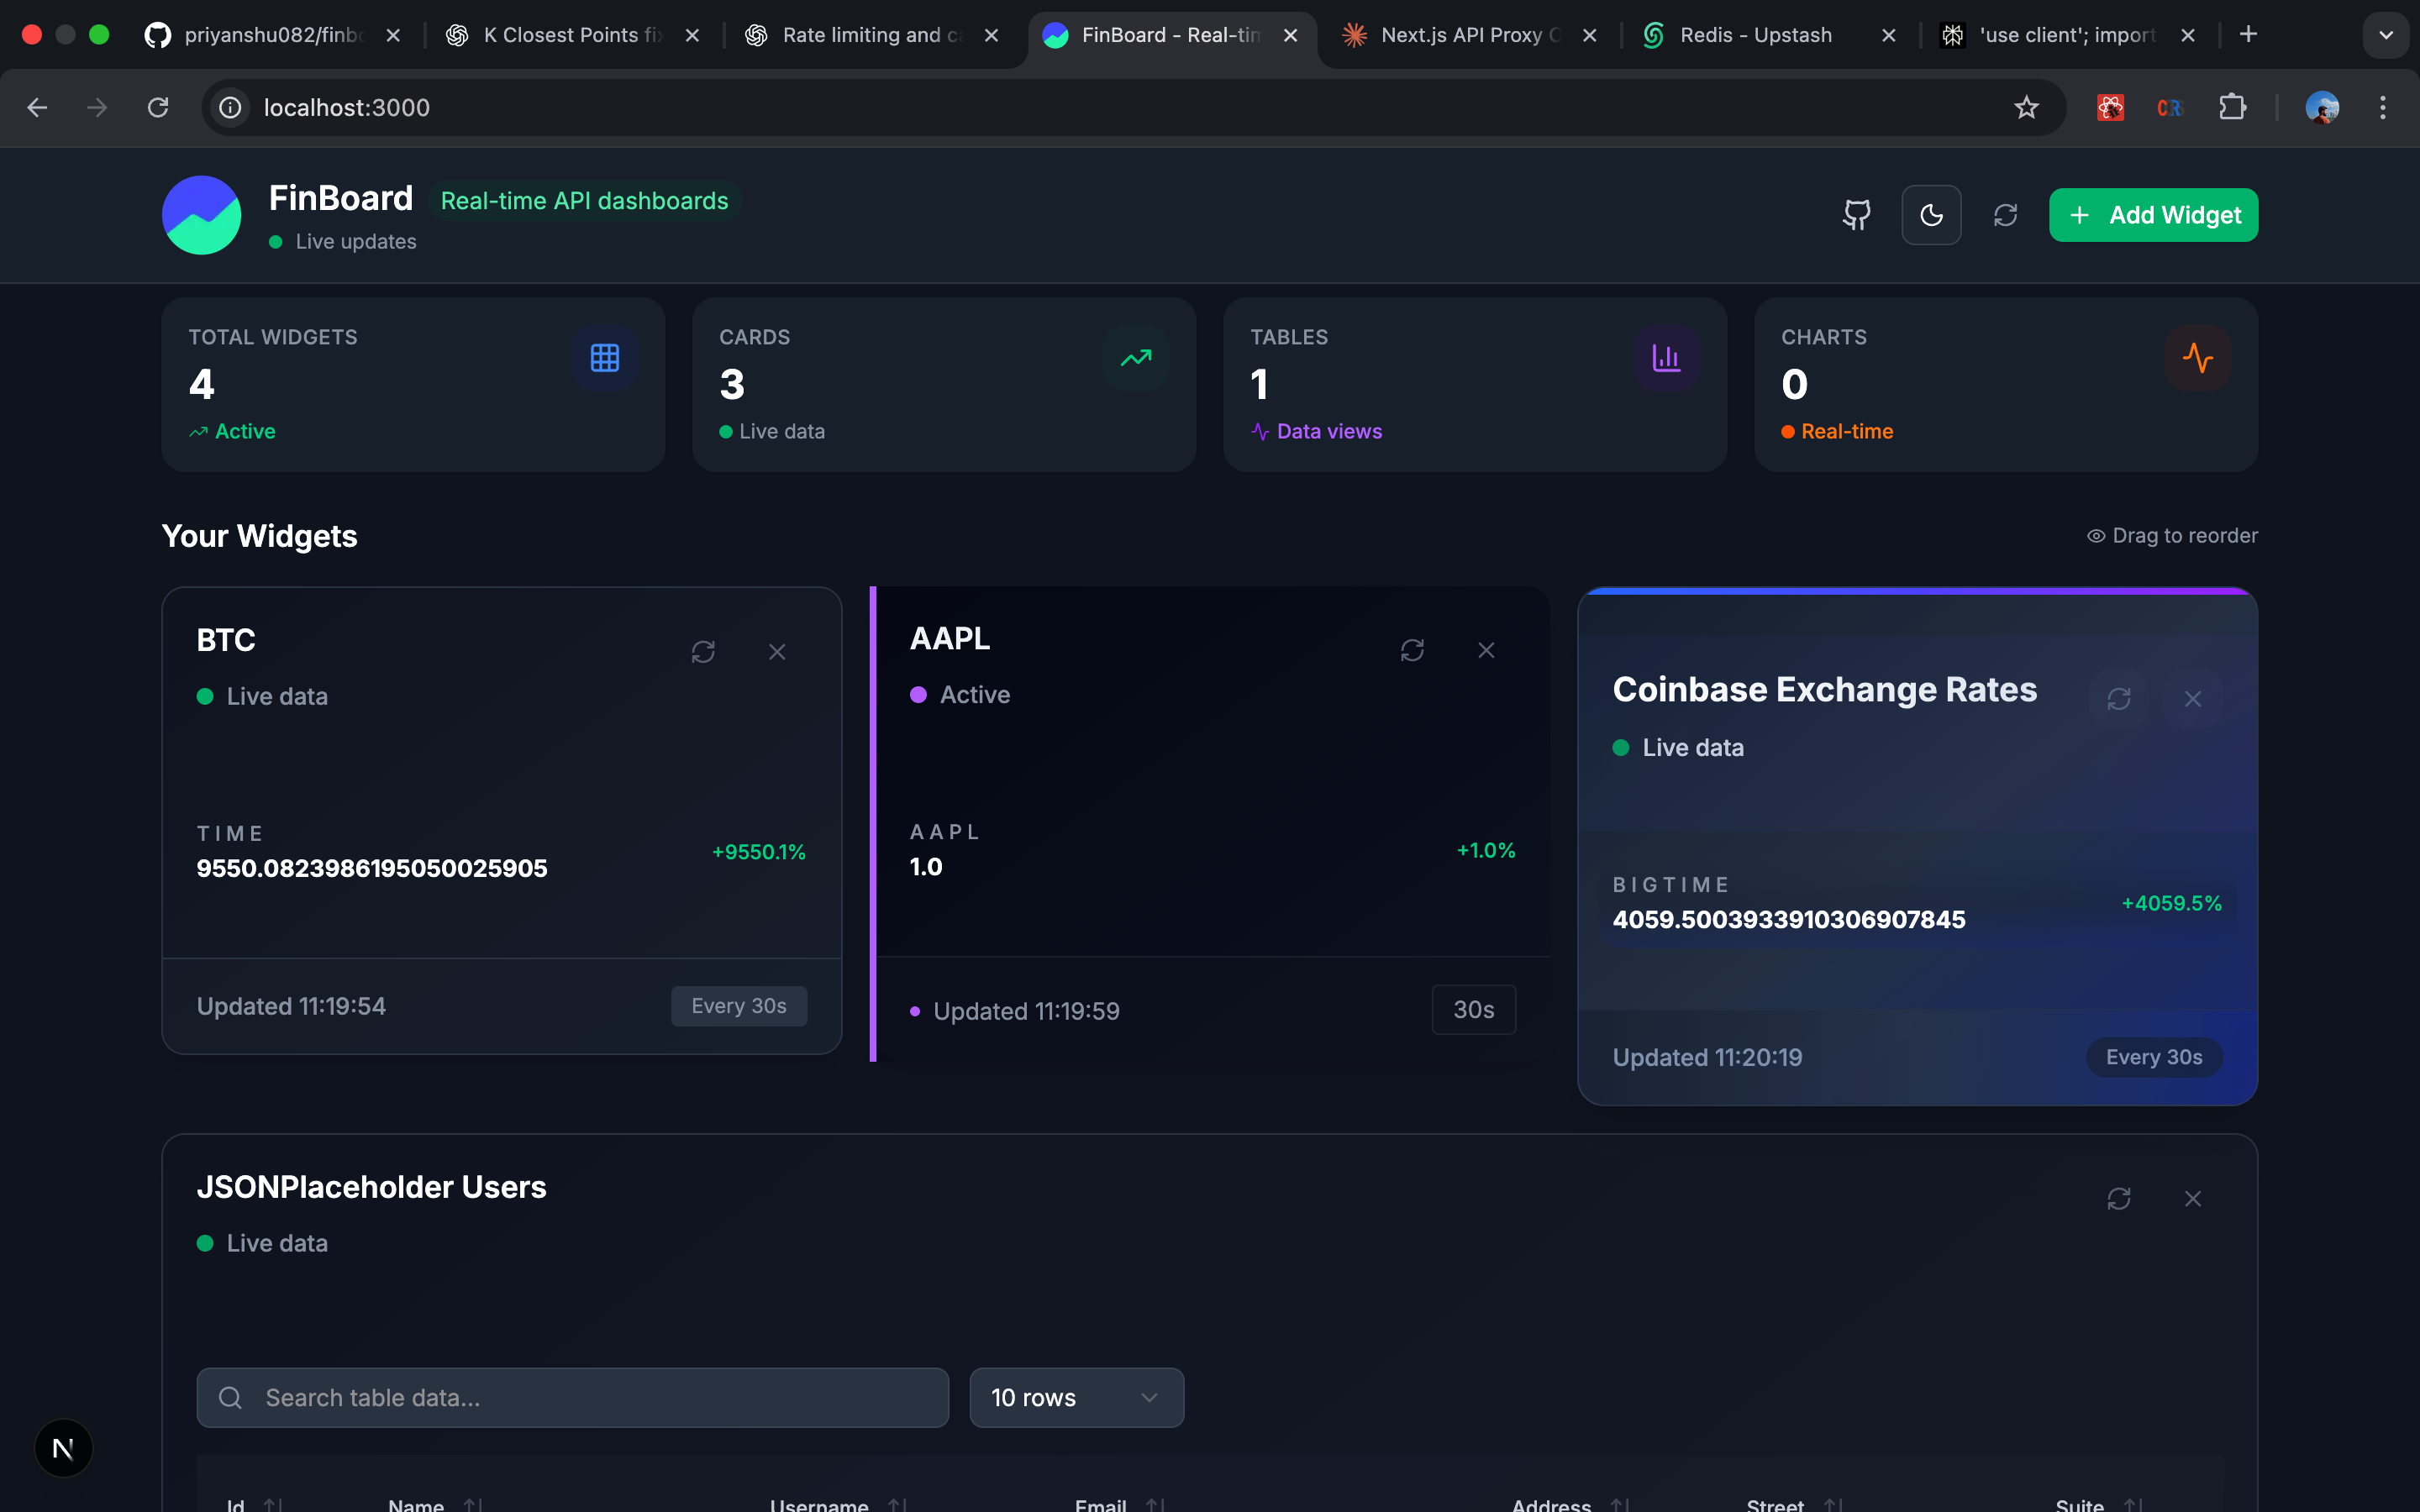 priyanshu082/finbo
K Closest Points fix
Rate limiting and ca
FinBoard - Real-tim
Next.js API Proxy C
Redis - Upstash
'use client'; import
localhost:3000
FinBoard
Real-time API dashboards
Live updates
Add Widget
TOTAL WIDGETS
4
Active
CARDS
3
Live data
TABLES
1
Data views
CHARTS
0
Real-time
Your Widgets
Drag to reorder
BTC
Live data
TIME
9550.0823986195050025905
+9550.1%
Updated 11:19:54
Every 30s
AAPL
Active
AAPL
1.0
+1.0%
Updated 11:19:59
30s
Coinbase Exchange Rates
Live data
BIGTIME
4059.5003933910306907845
+4059.5%
Updated 11:20:19
Every 30s
JSONPlaceholder Users
Live data
Search table data...
10 rows
N
Id Name Username Email Address Street Suite